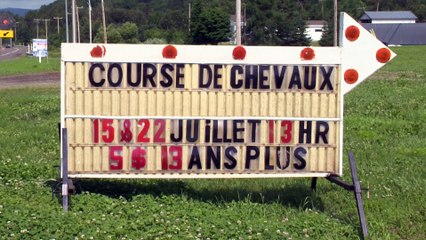 COURSE DE CHEVAUX
15 & 22 JUILLET 13 HR
5 $ 13 ANS PLUS